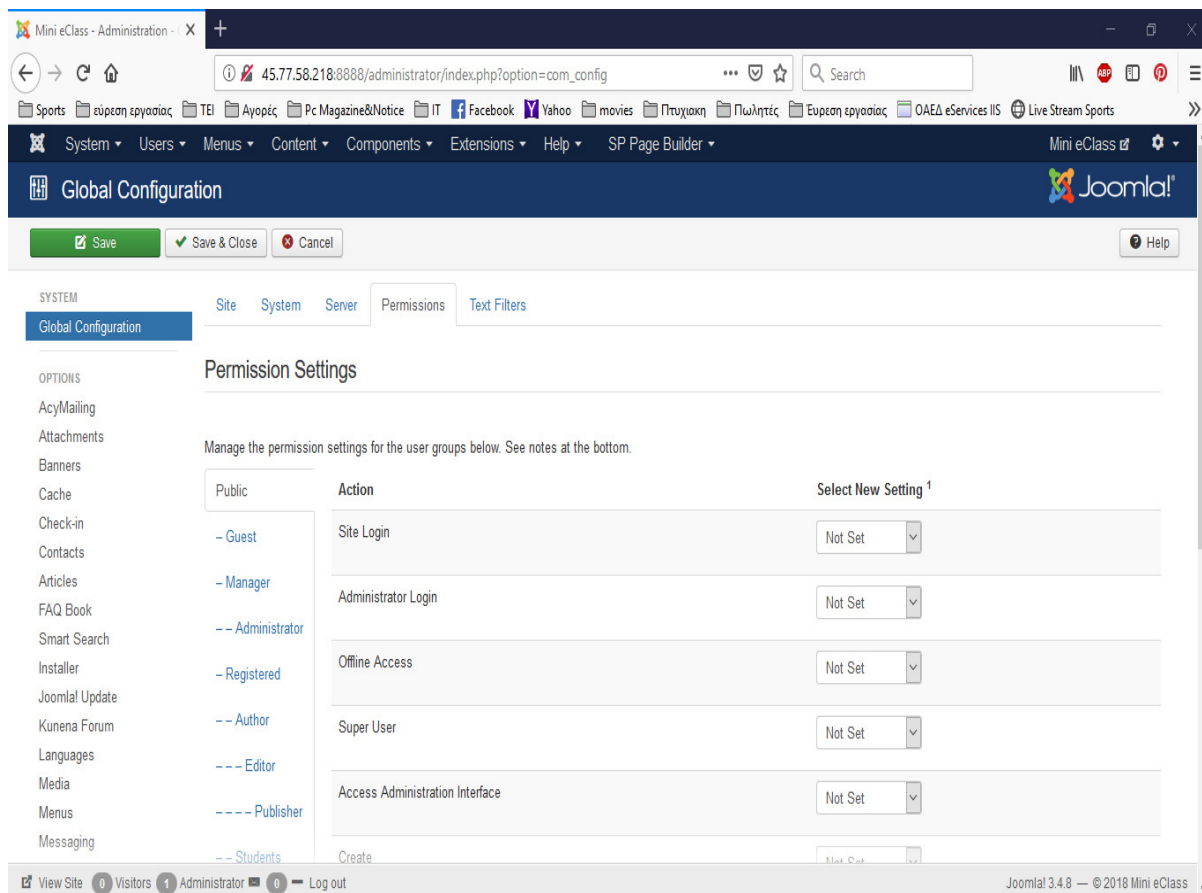 Mini eClass - Administration -
45.77.58.218:8888/administrator/index.php?option=com_config
Search
ABP
Sports εύρεση εργασίας TEI Αγορές Pc Magazine&Notice IT Facebook Yahoo movies Πτυχιακη Πωλητές Ευρεση εργασίας ΟΑΕΔ eServices IIS Live Stream Sports
System Users Menus Content Components Extensions Help SP Page Builder Mini eClass
Global Configuration
Joomla!
Save Save & Close Cancel Help
SYSTEM
Global Configuration
OPTIONS
AcyMailing
Attachments
Banners
Cache
Check-in
Contacts
Articles
FAQ Book
Smart Search
Installer
Joomla! Update
Kunena Forum
Languages
Media
Menus
Messaging
Site System Server Permissions Text Filters
Permission Settings
Manage the permission settings for the user groups below. See notes at the bottom.
Public
– Guest
– Manager
– – Administrator
– Registered
– – Author
– – – Editor
– – – – Publisher
– – Students
Action Select New Setting ¹
Site Login Not Set
Administrator Login Not Set
Offline Access Not Set
Super User Not Set
Access Administration Interface Not Set
Create Not Set
View Site 0 Visitors 1 Administrator 0 Log out Joomla! 3.4.8 — © 2018 Mini eClass